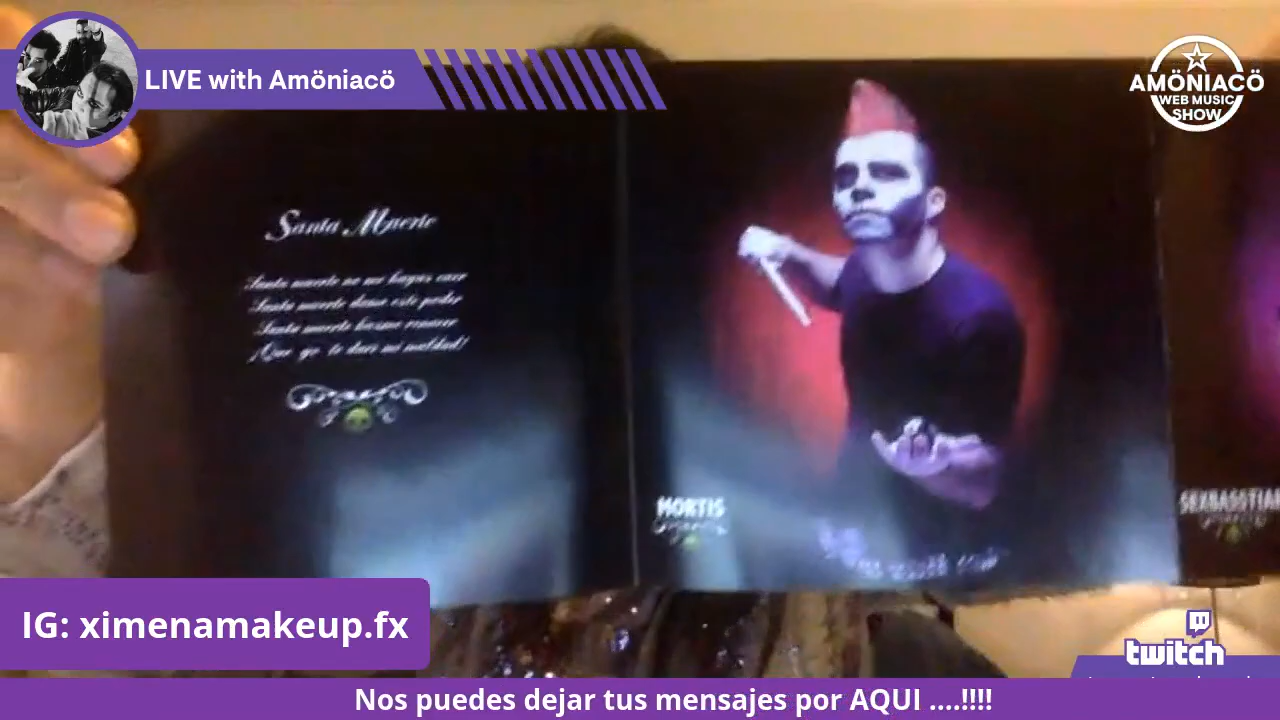 LIVE with Amöniacö
AMÖNIACÖ
WEB MUSIC
SHOW
Santa Muerte
Santa muerte no me hagas caer
Santa muerte dame este poder
Santa muerte hazme renacer
¡Que yo te daré mi maldad!
MORTIS
IG: ximenamakeup.fx
twitch
Nos puedes dejar tus mensajes por AQUI ....!!!!